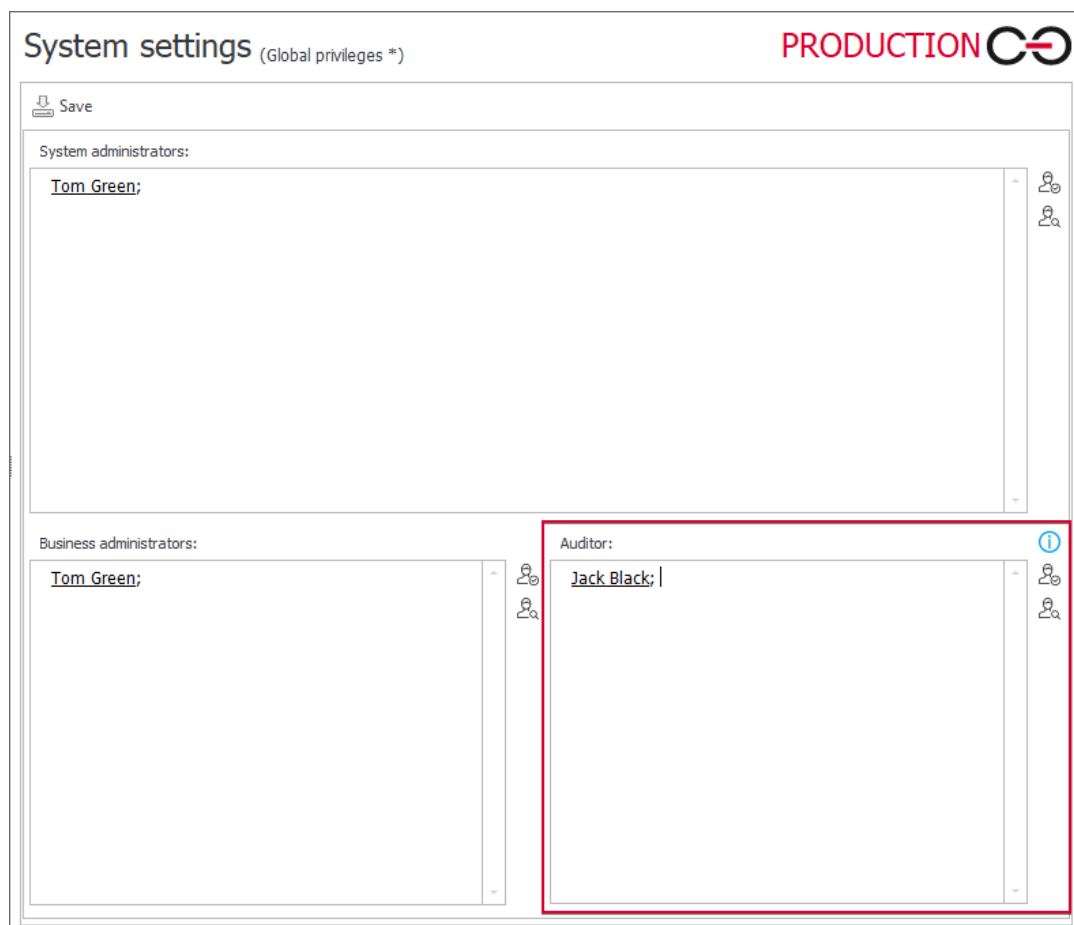 System settings (Global privileges *)
PRODUCTION
Save
System administrators:
Tom Green;
Business administrators:
Tom Green;
Auditor:
Jack Black;